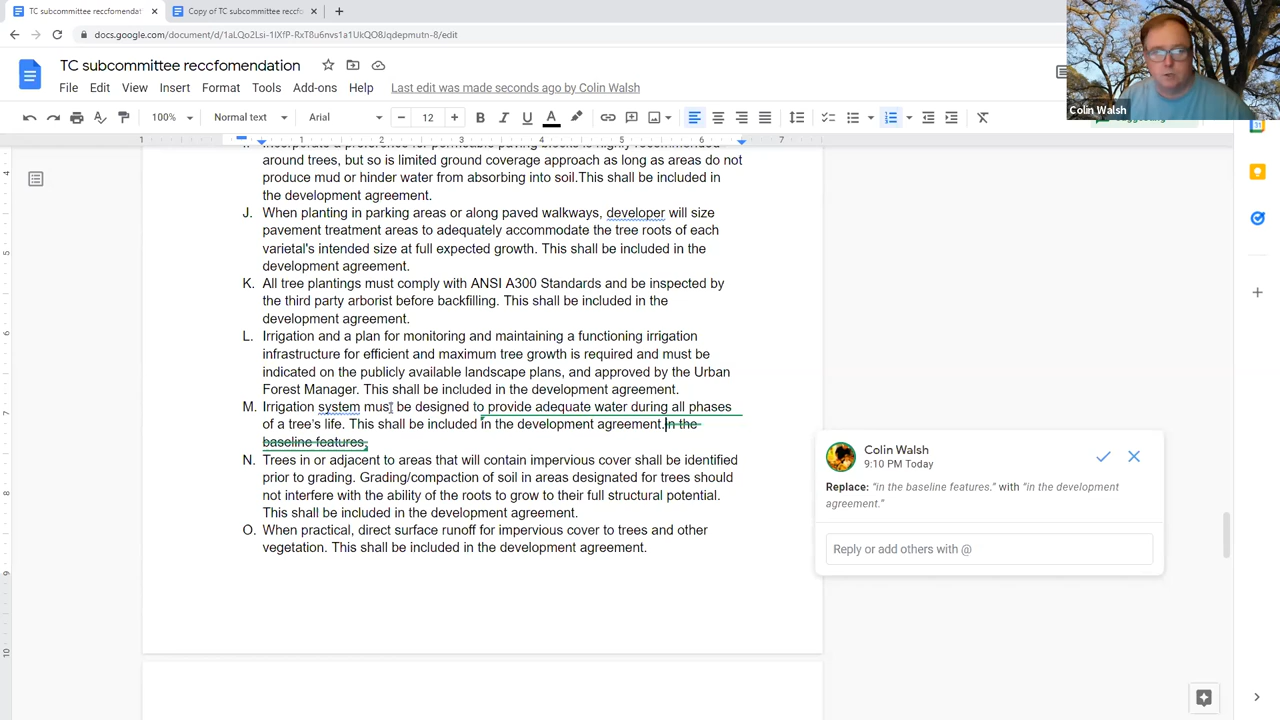 TC subcommittee reccfomendat
Copy of TC subcommittee reccfo
docs.google.com/document/d/1aLQo2Lsi-1IXfP-RxT8u6nvs1a1UkQO8Jqdepmutn-8/edit
TC subcommittee reccfomendation
File Edit View Insert Format Tools Add-ons Help Last edit was made seconds ago by Colin Walsh
Colin Walsh
100% Normal text Arial 12 B I U A
1 1 2 3 4 5 6 7
around trees, but so is limited ground coverage approach as long as areas do not
produce mud or hinder water from absorbing into soil.This shall be included in
the development agreement.
J. When planting in parking areas or along paved walkways, developer will size
pavement treatment areas to adequately accommodate the tree roots of each
varietal's intended size at full expected growth. This shall be included in the
development agreement.
K. All tree plantings must comply with ANSI A300 Standards and be inspected by
the third party arborist before backfilling. This shall be included in the
development agreement.
L. Irrigation and a plan for monitoring and maintaining a functioning irrigation
infrastructure for efficient and maximum tree growth is required and must be
indicated on the publicly available landscape plans, and approved by the Urban
Forest Manager. This shall be included in the development agreement.
M. Irrigation system must be designed to provide adequate water during all phases
of a tree's life. This shall be included in the development agreement.in the
baseline features.
N. Trees in or adjacent to areas that will contain impervious cover shall be identified
prior to grading. Grading/compaction of soil in areas designated for trees should
not interfere with the ability of the roots to grow to their full structural potential.
This shall be included in the development agreement.
O. When practical, direct surface runoff for impervious cover to trees and other
vegetation. This shall be included in the development agreement.
Colin Walsh
9:10 PM Today
Replace: "in the baseline features." with "in the development
agreement."
Reply or add others with @